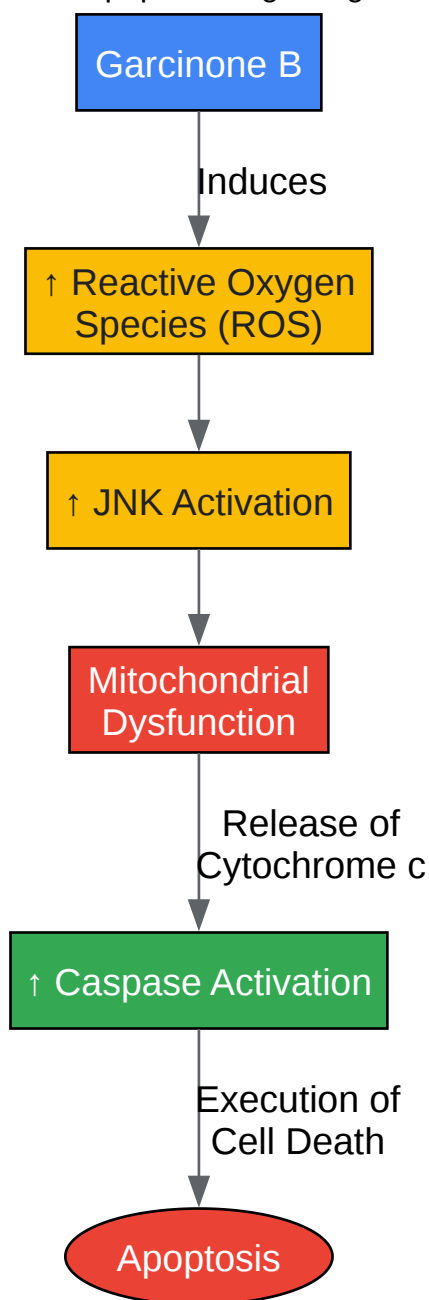 Garcinone B
Induces
↑ Reactive Oxygen
Species (ROS)
↑ JNK Activation
Mitochondrial
Dysfunction
Release of
Cytochrome c
↑ Caspase Activation
Execution of
Cell Death
Apoptosis